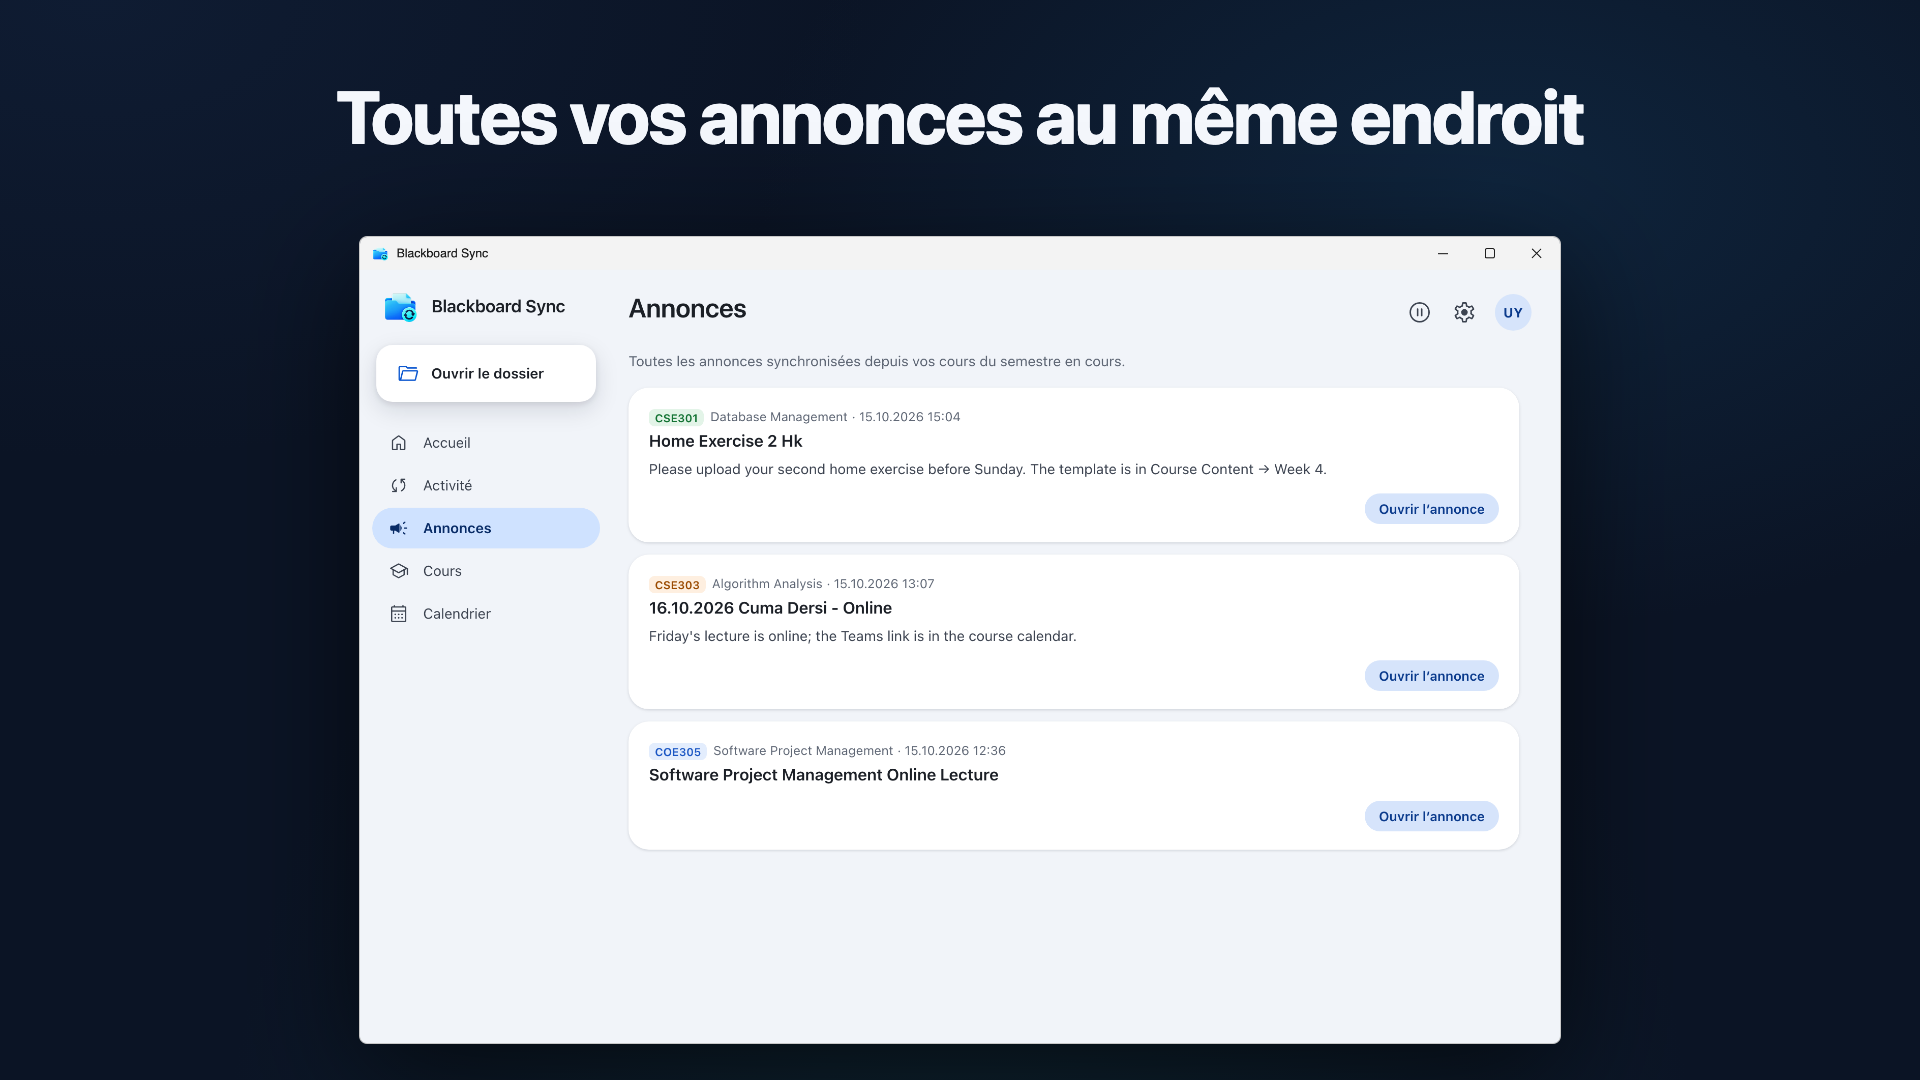 Toutes vos annonces au même endroit
Blackboard Sync
Blackboard Sync
Ouvrir le dossier
Accueil
Activité
Annonces
Cours
Calendrier
Annonces
UY
Toutes les annonces synchronisées depuis vos cours du semestre en cours.
CSE301 Database Management · 15.10.2026 15:04
Home Exercise 2 Hk
Please upload your second home exercise before Sunday. The template is in Course Content → Week 4.
Ouvrir l'annonce
CSE303 Algorithm Analysis · 15.10.2026 13:07
16.10.2026 Cuma Dersi - Online
Friday's lecture is online; the Teams link is in the course calendar.
Ouvrir l'annonce
COE305 Software Project Management · 15.10.2026 12:36
Software Project Management Online Lecture
Ouvrir l'annonce